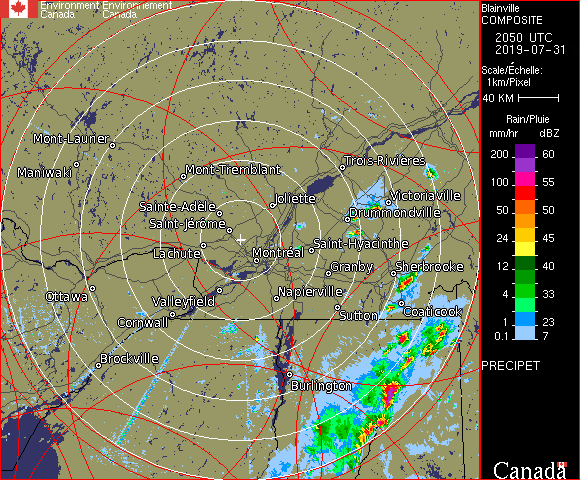 Environment Environnement
Canada Canada
Blainville
COMPOSITE
2050 UTC
2019-07-31
Scale/Échelle:
1km/Pixel
40 KM
Rain/Pluie
mm/hr dBZ
200 60
100 55
50 50
24 45
12 40
4 33
1 23
0.1 7
PRECIPET
Canada
Mont-Laurier
Maniwaki
Mont-Tremblant
Trois-Rivières
Joliette
Victoriaville
Sainte-Adèle
Drummondville
Saint-Jérôme
Lachute
Montréal
Saint-Hyacinthe
Granby
Sherbrooke
Ottawa
Valleyfield
Napierville
Cornwall
Sutton
Coaticook
Brockville
Burlington